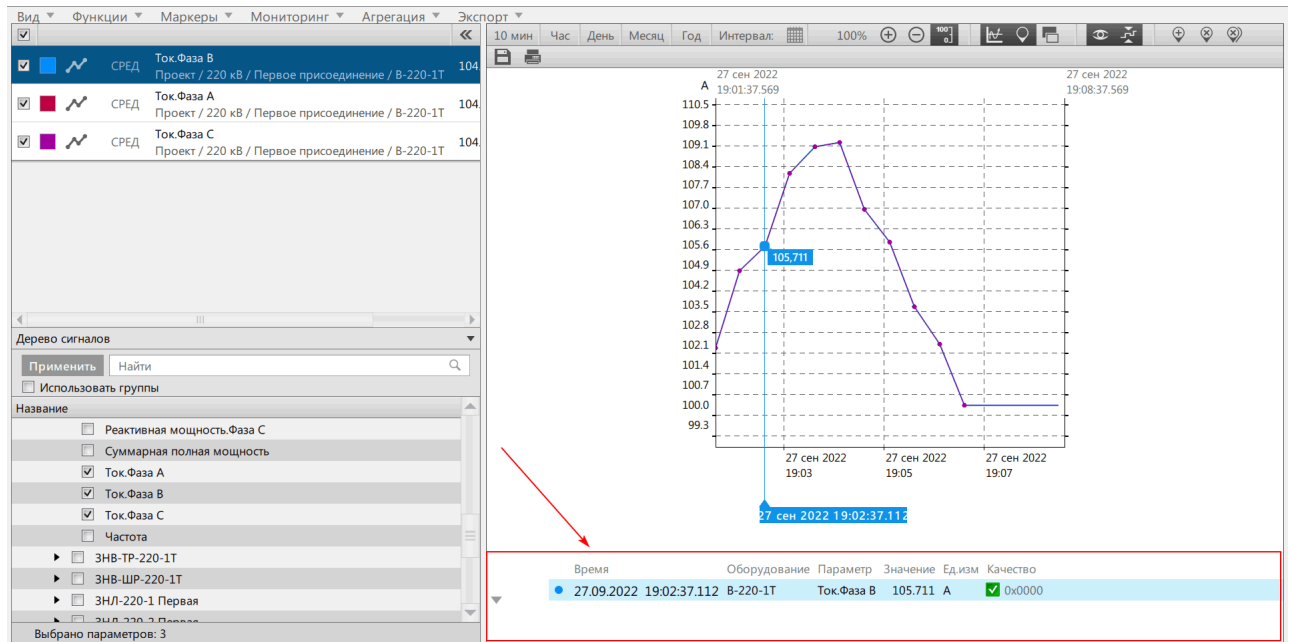 Вид Функции Маркеры Мониторинг Агрегация Экспорт
10 мин Час День Месяц Год Интервал: 100%
СРЕД Ток.Фаза B 104.
Проект / 220 кВ / Первое присоединение / В-220-1Т
СРЕД Ток.Фаза A 104.
Проект / 220 кВ / Первое присоединение / В-220-1Т
СРЕД Ток.Фаза C 104.
Проект / 220 кВ / Первое присоединение / В-220-1Т
Дерево сигналов
Применить Найти
Использовать группы
Название
Реактивная мощность.Фаза C
Суммарная полная мощность
Ток.Фаза A
Ток.Фаза B
Ток.Фаза C
Частота
ЗНВ-ТР-220-1Т
ЗНВ-ШР-220-1Т
ЗНЛ-220-1 Первая
ЗНЛ-220-2 Первая
Выбрано параметров: 3
27 сен 2022
19:01:37.569
27 сен 2022
19:08:37.569
А
110.5
109.8
109.1
108.4
107.7
107.0
106.3
105.6
104.9
104.2
103.5
102.8
102.1
101.4
100.7
100.0
99.3
105,711
27 сен 2022
19:03
27 сен 2022
19:05
27 сен 2022
19:07
27 сен 2022 19:02:37.112
Время Оборудование Параметр Значение Ед.изм Качество
27.09.2022 19:02:37.112 В-220-1Т Ток.Фаза B 105.711 А 0x0000